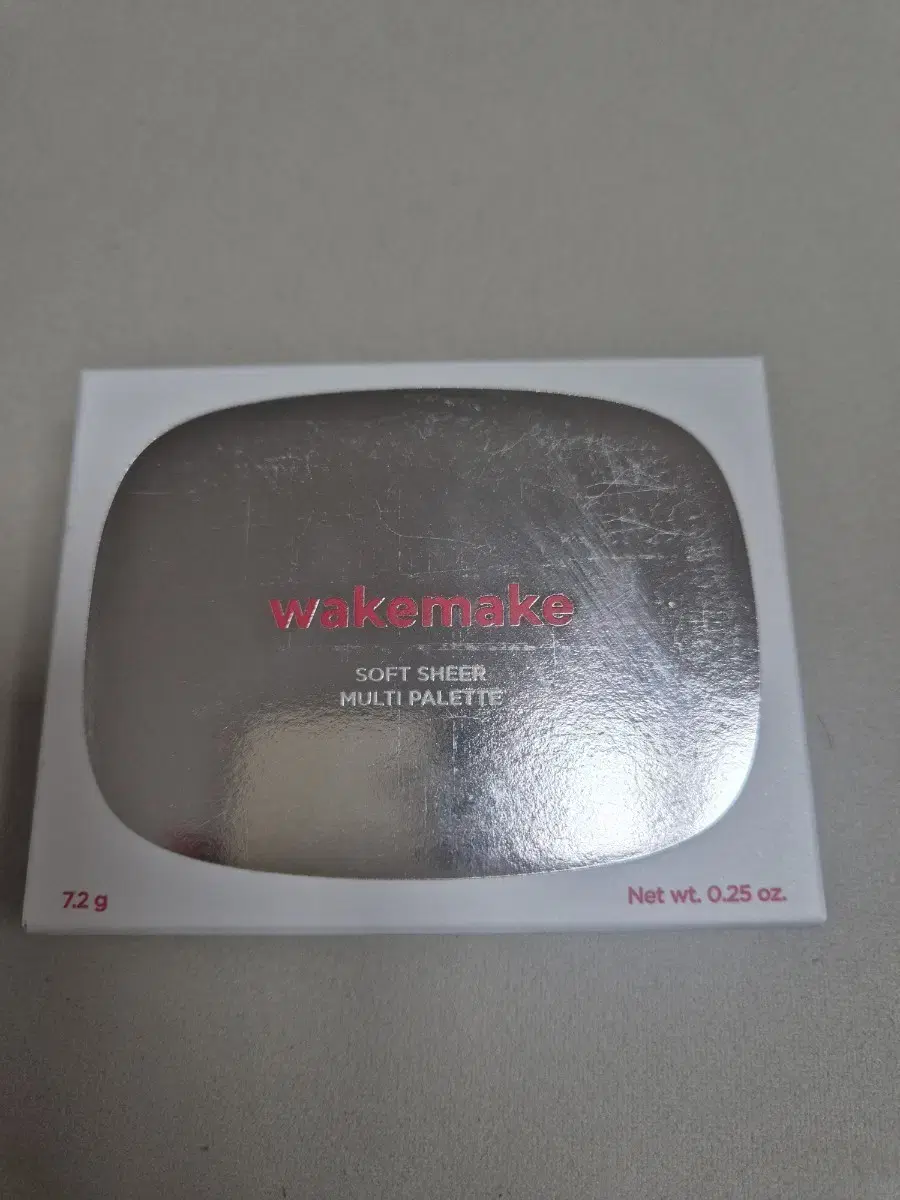 wakemake
SOFT SHEER
MULTI PALETTE
7.2 g
Net wt. 0.25 oz.